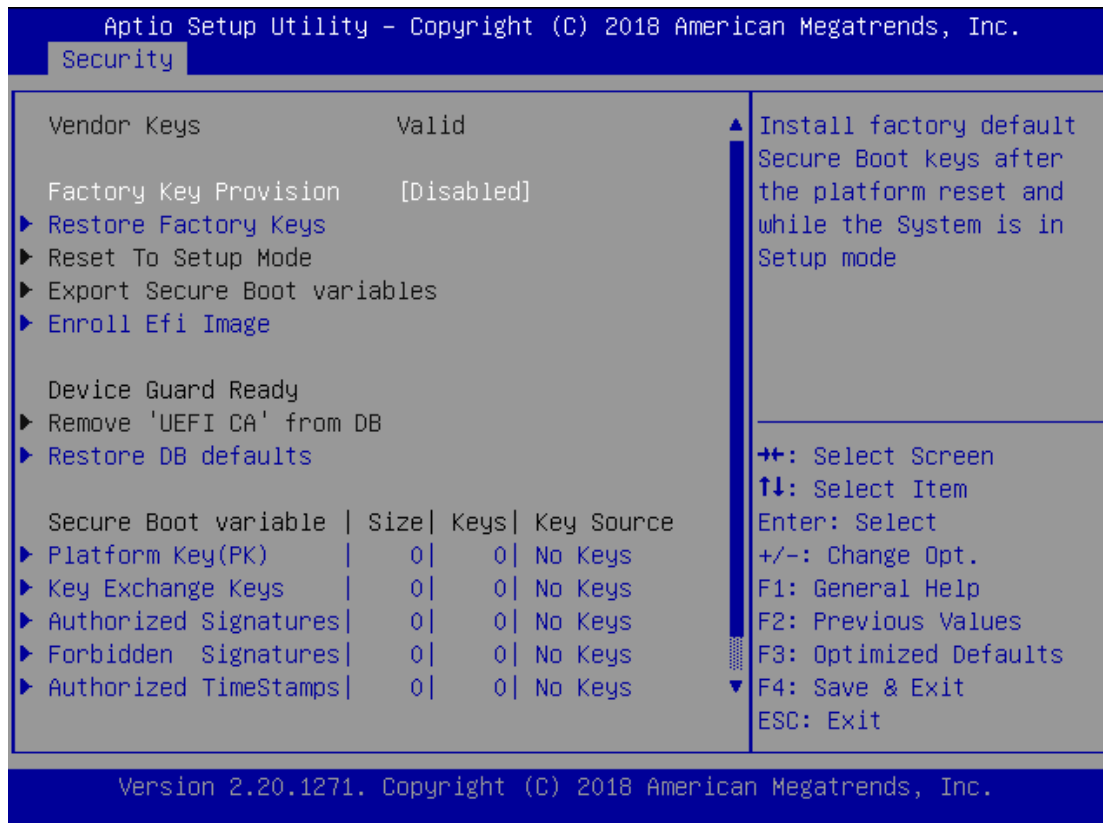 Aptio Setup Utility – Copyright (C) 2018 American Megatrends, Inc.
Security
Vendor Keys Valid
Factory Key Provision [Disabled]
Restore Factory Keys
Reset To Setup Mode
Export Secure Boot variables
Enroll Efi Image
Device Guard Ready
Remove 'UEFI CA' from DB
Restore DB defaults
Secure Boot variable | Size| Keys| Key Source
Platform Key(PK) | 0| 0| No Keys
Key Exchange Keys | 0| 0| No Keys
Authorized Signatures| 0| 0| No Keys
Forbidden Signatures| 0| 0| No Keys
Authorized TimeStamps| 0| 0| No Keys
Install factory default
Secure Boot keys after
the platform reset and
while the System is in
Setup mode
→←: Select Screen
↑↓: Select Item
Enter: Select
+/-: Change Opt.
F1: General Help
F2: Previous Values
F3: Optimized Defaults
F4: Save & Exit
ESC: Exit
Version 2.20.1271. Copyright (C) 2018 American Megatrends, Inc.